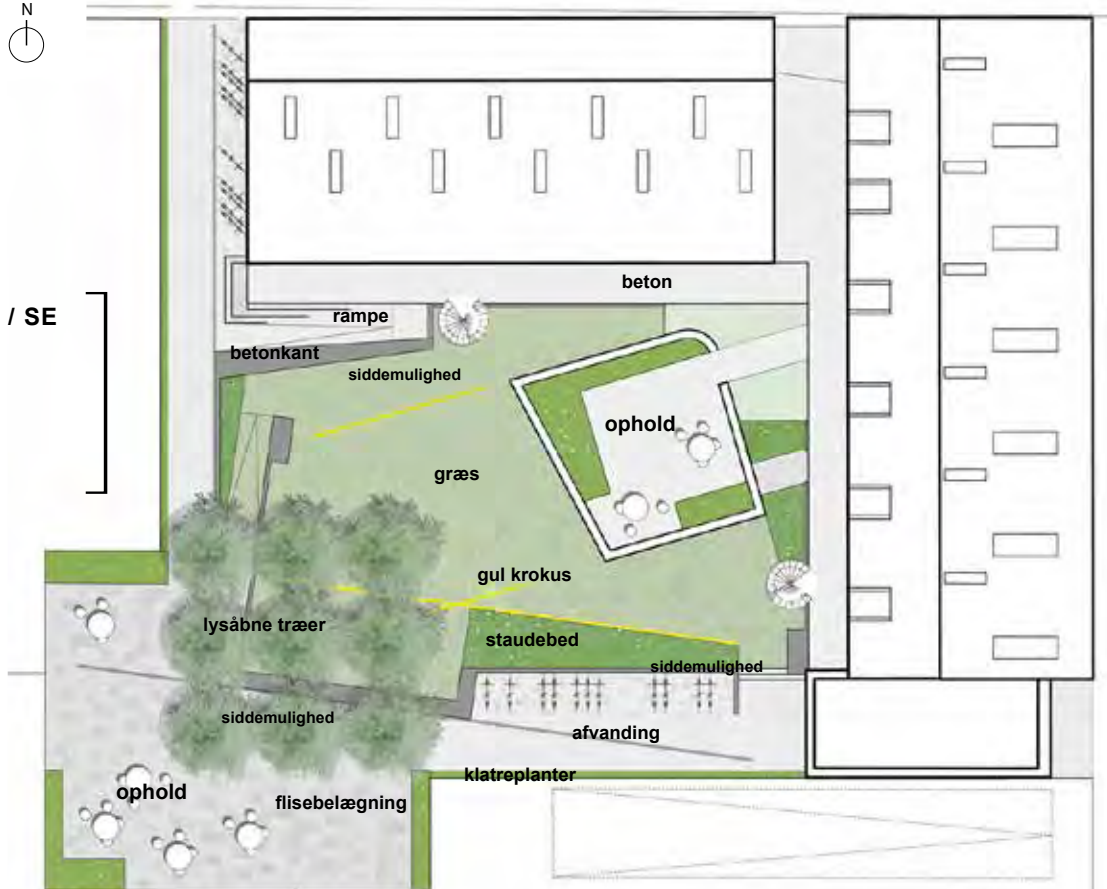 N
beton
/ SE
rampe
betonkant
siddemulighed
ophold
græs
gul krokus
lysåbne træer
staudebed
siddemulighed
siddemulighed
afvanding
klatreplanter
ophold
flisebelægning